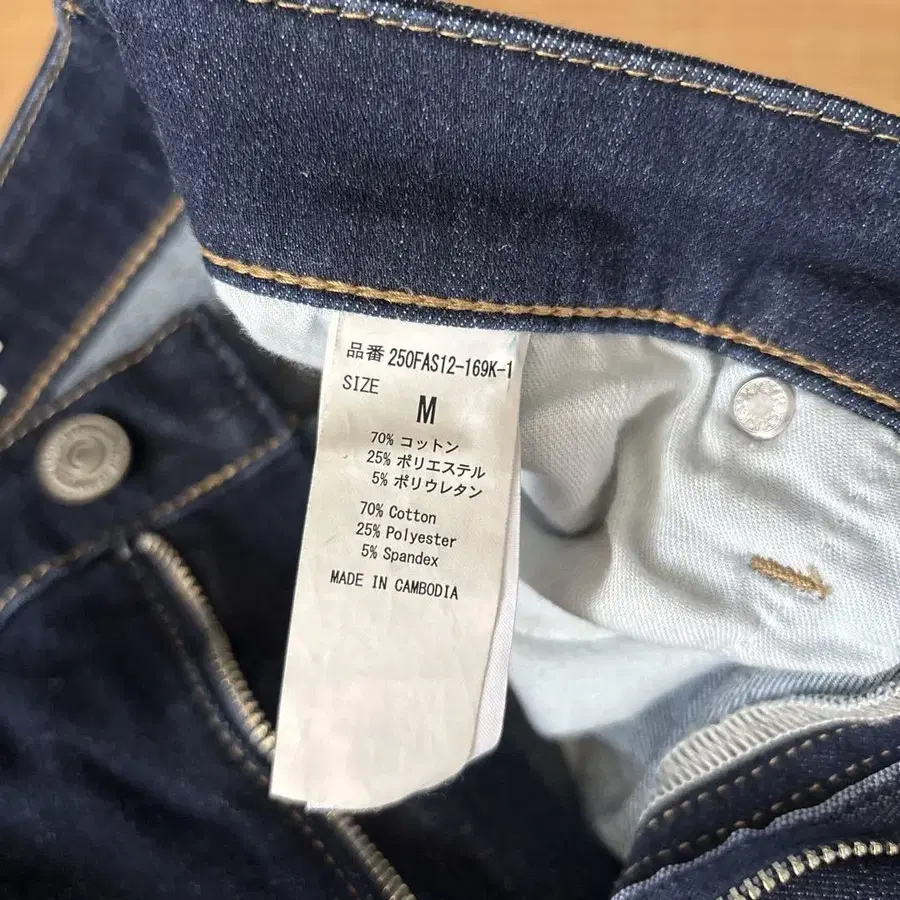 品番 250FAS12-169K-1
SIZE
M
70% コットン
25% ポリエステル
5% ポリウレタン
70% Cotton
25% Polyester
5% Spandex
MADE IN CAMBODIA